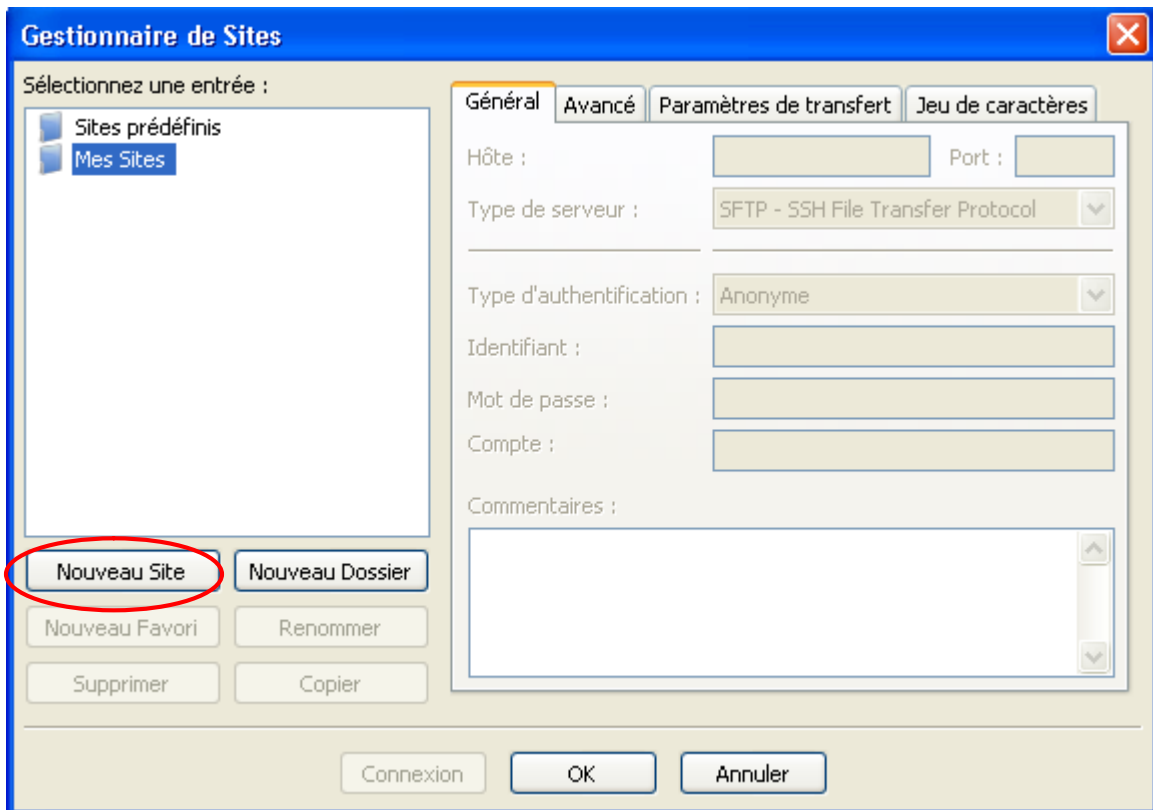 Gestionnaire de Sites
Sélectionnez une entrée :
Sites prédéfinis
Mes Sites
Nouveau Site
Nouveau Dossier
Nouveau Favori
Renommer
Supprimer
Copier
Général
Avancé
Paramètres de transfert
Jeu de caractères
Hôte :
Port :
Type de serveur :
SFTP - SSH File Transfer Protocol
Type d'authentification :
Anonyme
Identifiant :
Mot de passe :
Compte :
Commentaires :
Connexion
OK
Annuler